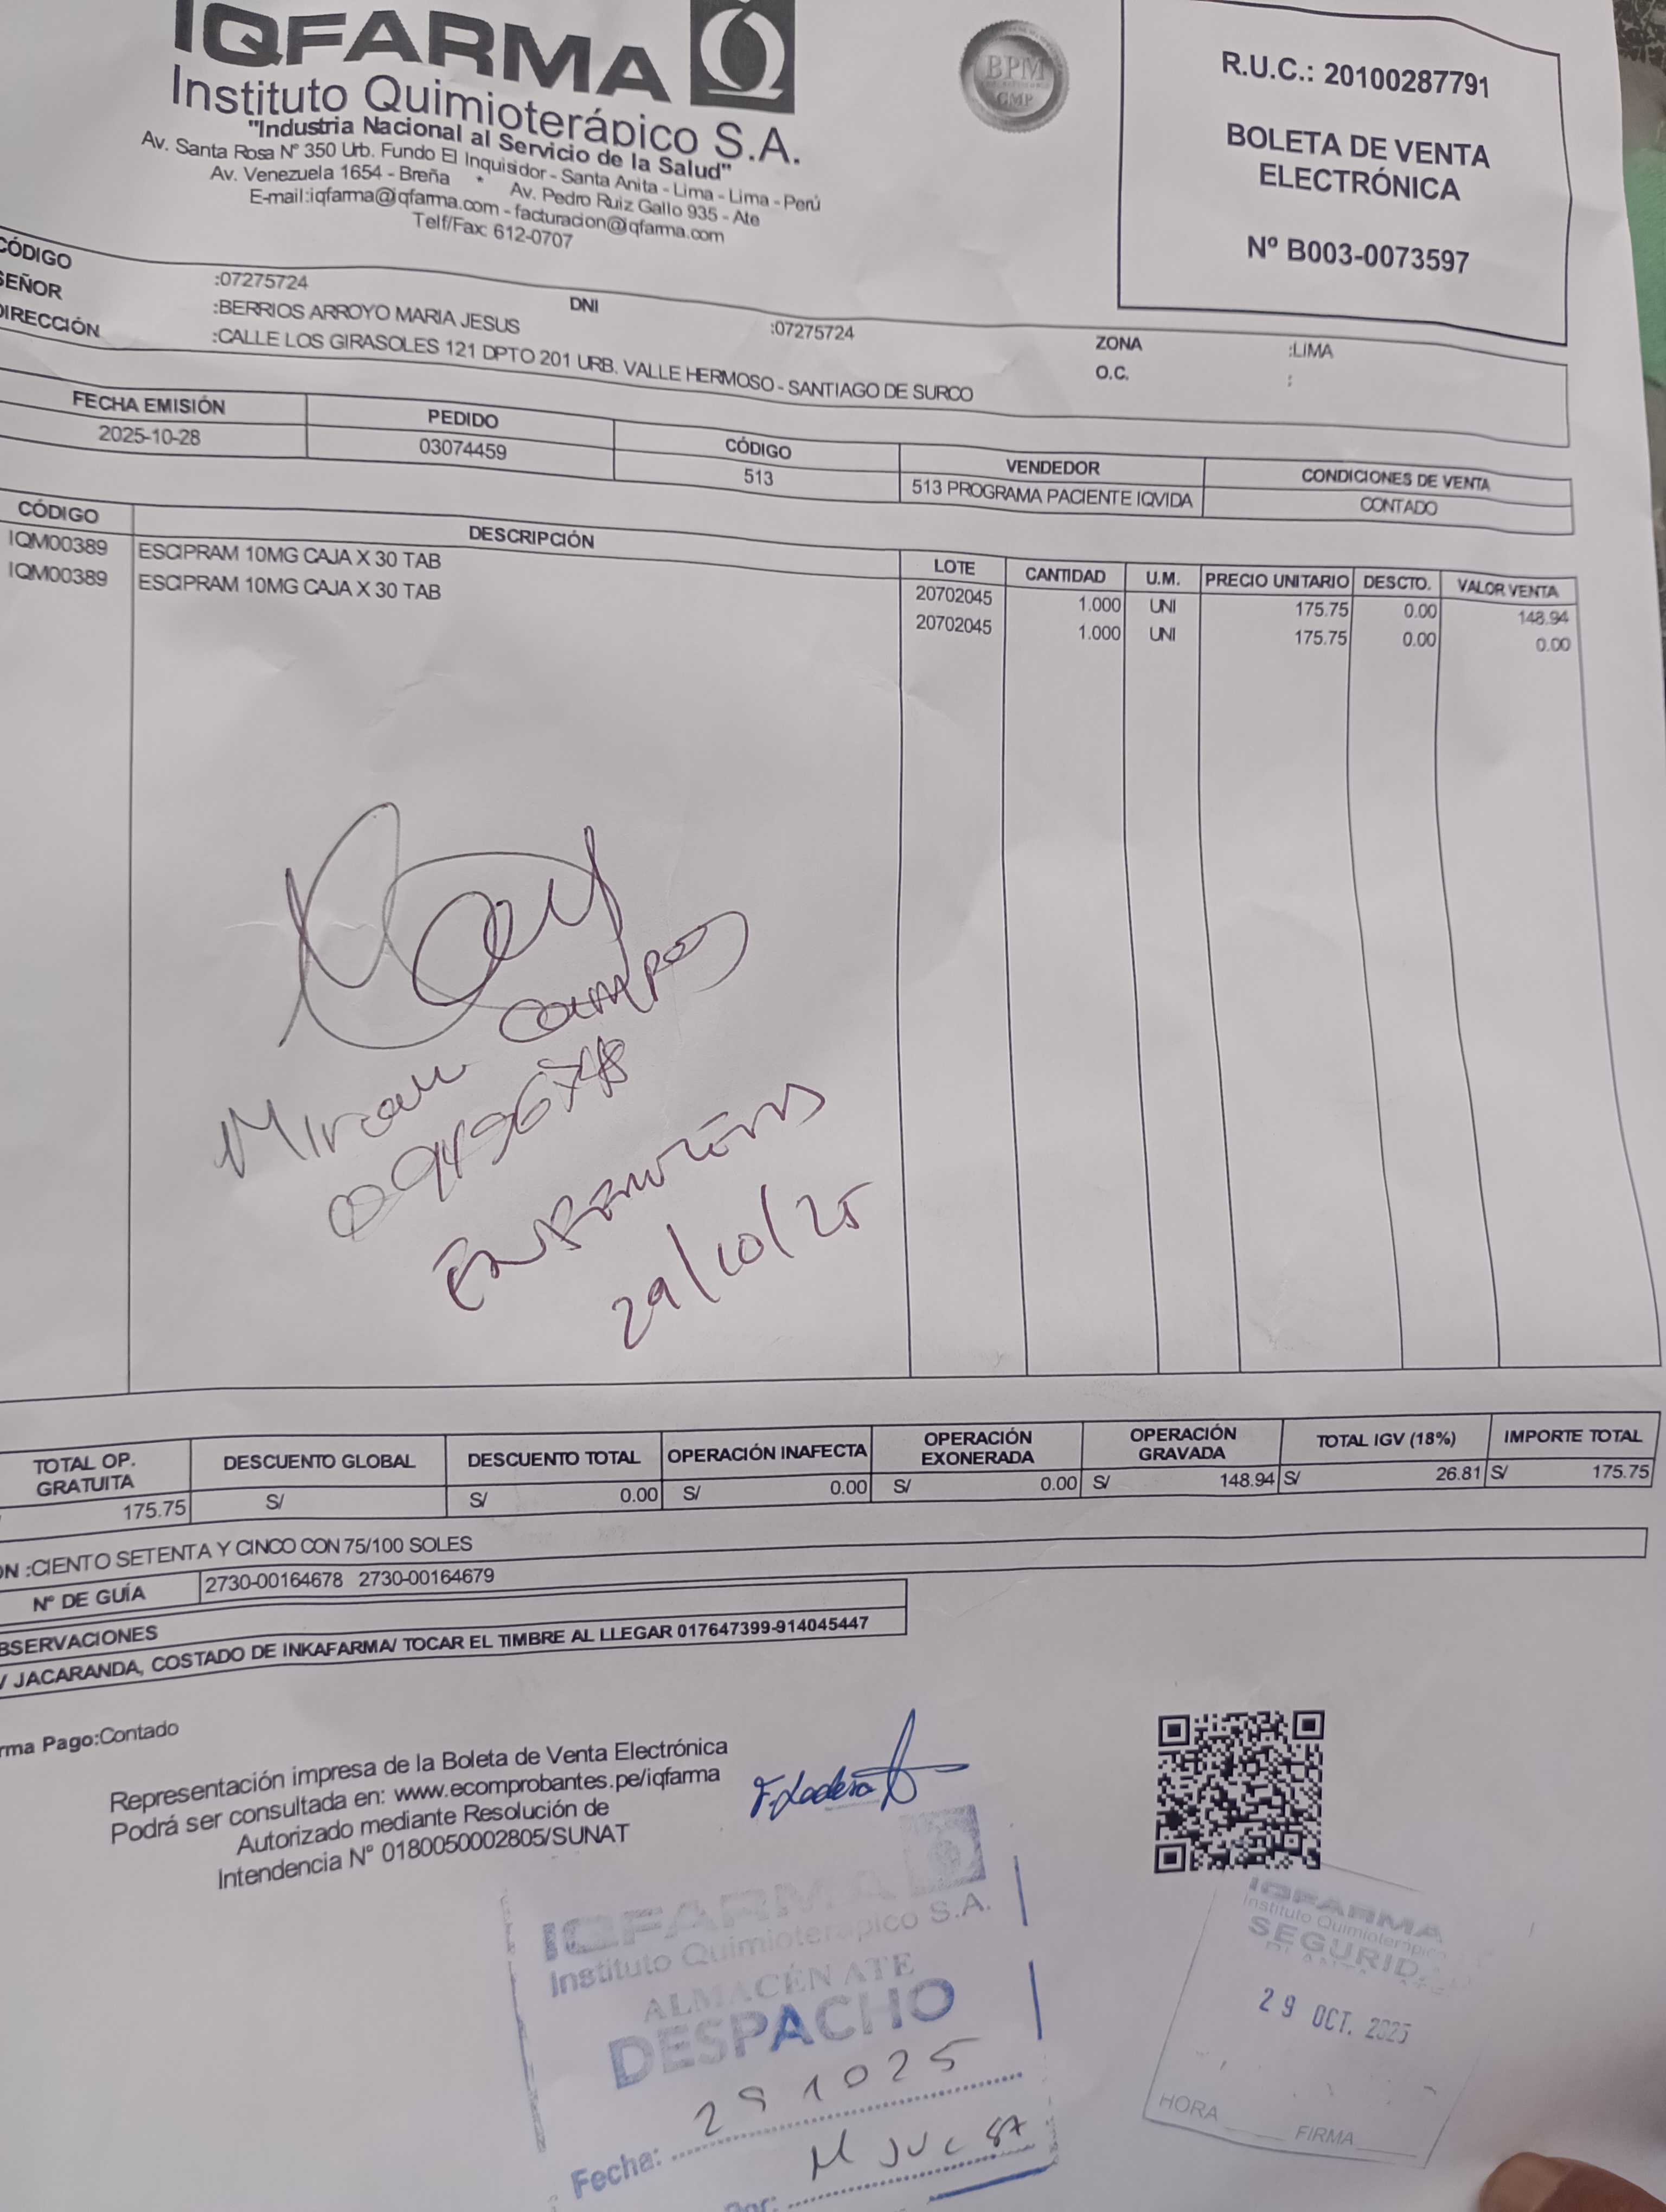 IQFARMA
Instituto Quimioterápico S.A.
"Industria Nacional al Servicio de la Salud"
Av. Santa Rosa Nº 350 Urb. Fundo El Inquisidor - Santa Anita - Lima - Lima - Perú
Av. Venezuela 1654 - Breña * Av. Pedro Ruiz Gallo 935 - Ate
E-mail:iqfarma@iqfarma.com - facturacion@iqfarma.com
Telf/Fax: 612-0707
BPM
GMP
R.U.C.: 20100287791
BOLETA DE VENTA
ELECTRÓNICA
Nº B003-0073597
CÓDIGO :07275724 DNI :07275724 ZONA :LIMA
SEÑOR :BERRIOS ARROYO MARIA JESUS O.C. :
DIRECCIÓN :CALLE LOS GIRASOLES 121 DPTO 201 URB. VALLE HERMOSO - SANTIAGO DE SURCO
FECHA EMISIÓN PEDIDO CÓDIGO VENDEDOR CONDICIONES DE VENTA
2025-10-28 03074459 513 513 PROGRAMA PACIENTE IQVIDA CONTADO
CÓDIGO DESCRIPCIÓN LOTE CANTIDAD U.M. PRECIO UNITARIO DESCTO. VALOR VENTA
IQM00389 ESCIPRAM 10MG CAJA X 30 TAB 20702045 1.000 UNI 175.75 0.00 148.94
IQM00389 ESCIPRAM 10MG CAJA X 30 TAB 20702045 1.000 UNI 175.75 0.00 0.00
Campos
29/10/25
TOTAL OP. GRATUITA DESCUENTO GLOBAL DESCUENTO TOTAL OPERACIÓN INAFECTA OPERACIÓN EXONERADA OPERACIÓN GRAVADA TOTAL IGV (18%) IMPORTE TOTAL
175.75 S/ S/ 0.00 S/ 0.00 S/ 0.00 S/ 148.94 S/ 26.81 S/ 175.75
ON :CIENTO SETENTA Y CINCO CON 75/100 SOLES
Nº DE GUÍA 2730-00164678 2730-00164679
BSERVACIONES
/ JACARANDA, COSTADO DE INKAFARMA/ TOCAR EL TIMBRE AL LLEGAR 017647399-914045447
rma Pago:Contado
Representación impresa de la Boleta de Venta Electrónica
Podrá ser consultada en: www.ecomprobantes.pe/iqfarma
Autorizado mediante Resolución de
Intendencia Nº 0180050002805/SUNAT
IQFARMA
Instituto Quimioterápico S.A.
ALMACÉN ATE
DESPACHO
Fecha: 291025
IQFARMA
Instituto Quimioterápic
SEGURID
29 OCT. 2025
HORA
FIRMA